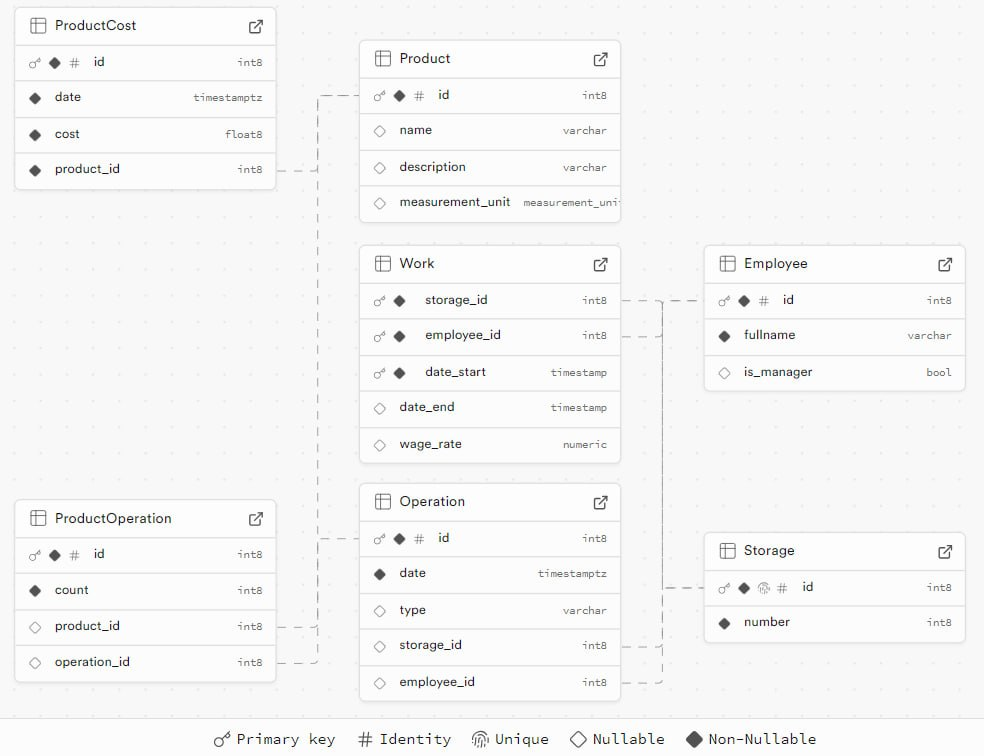 ProductCost
# id int8
date timestamptz
cost float8
product_id int8
Product
# id int8
name varchar
description varchar
measurement_unit measurement_uni
Work
storage_id int8
employee_id int8
date_start timestamp
date_end timestamp
wage_rate numeric
Employee
# id int8
fullname varchar
is_manager bool
ProductOperation
# id int8
count int8
product_id int8
operation_id int8
Operation
# id int8
date timestamptz
type varchar
storage_id int8
employee_id int8
Storage
# id int8
number int8
Primary key # Identity Unique Nullable Non-Nullable